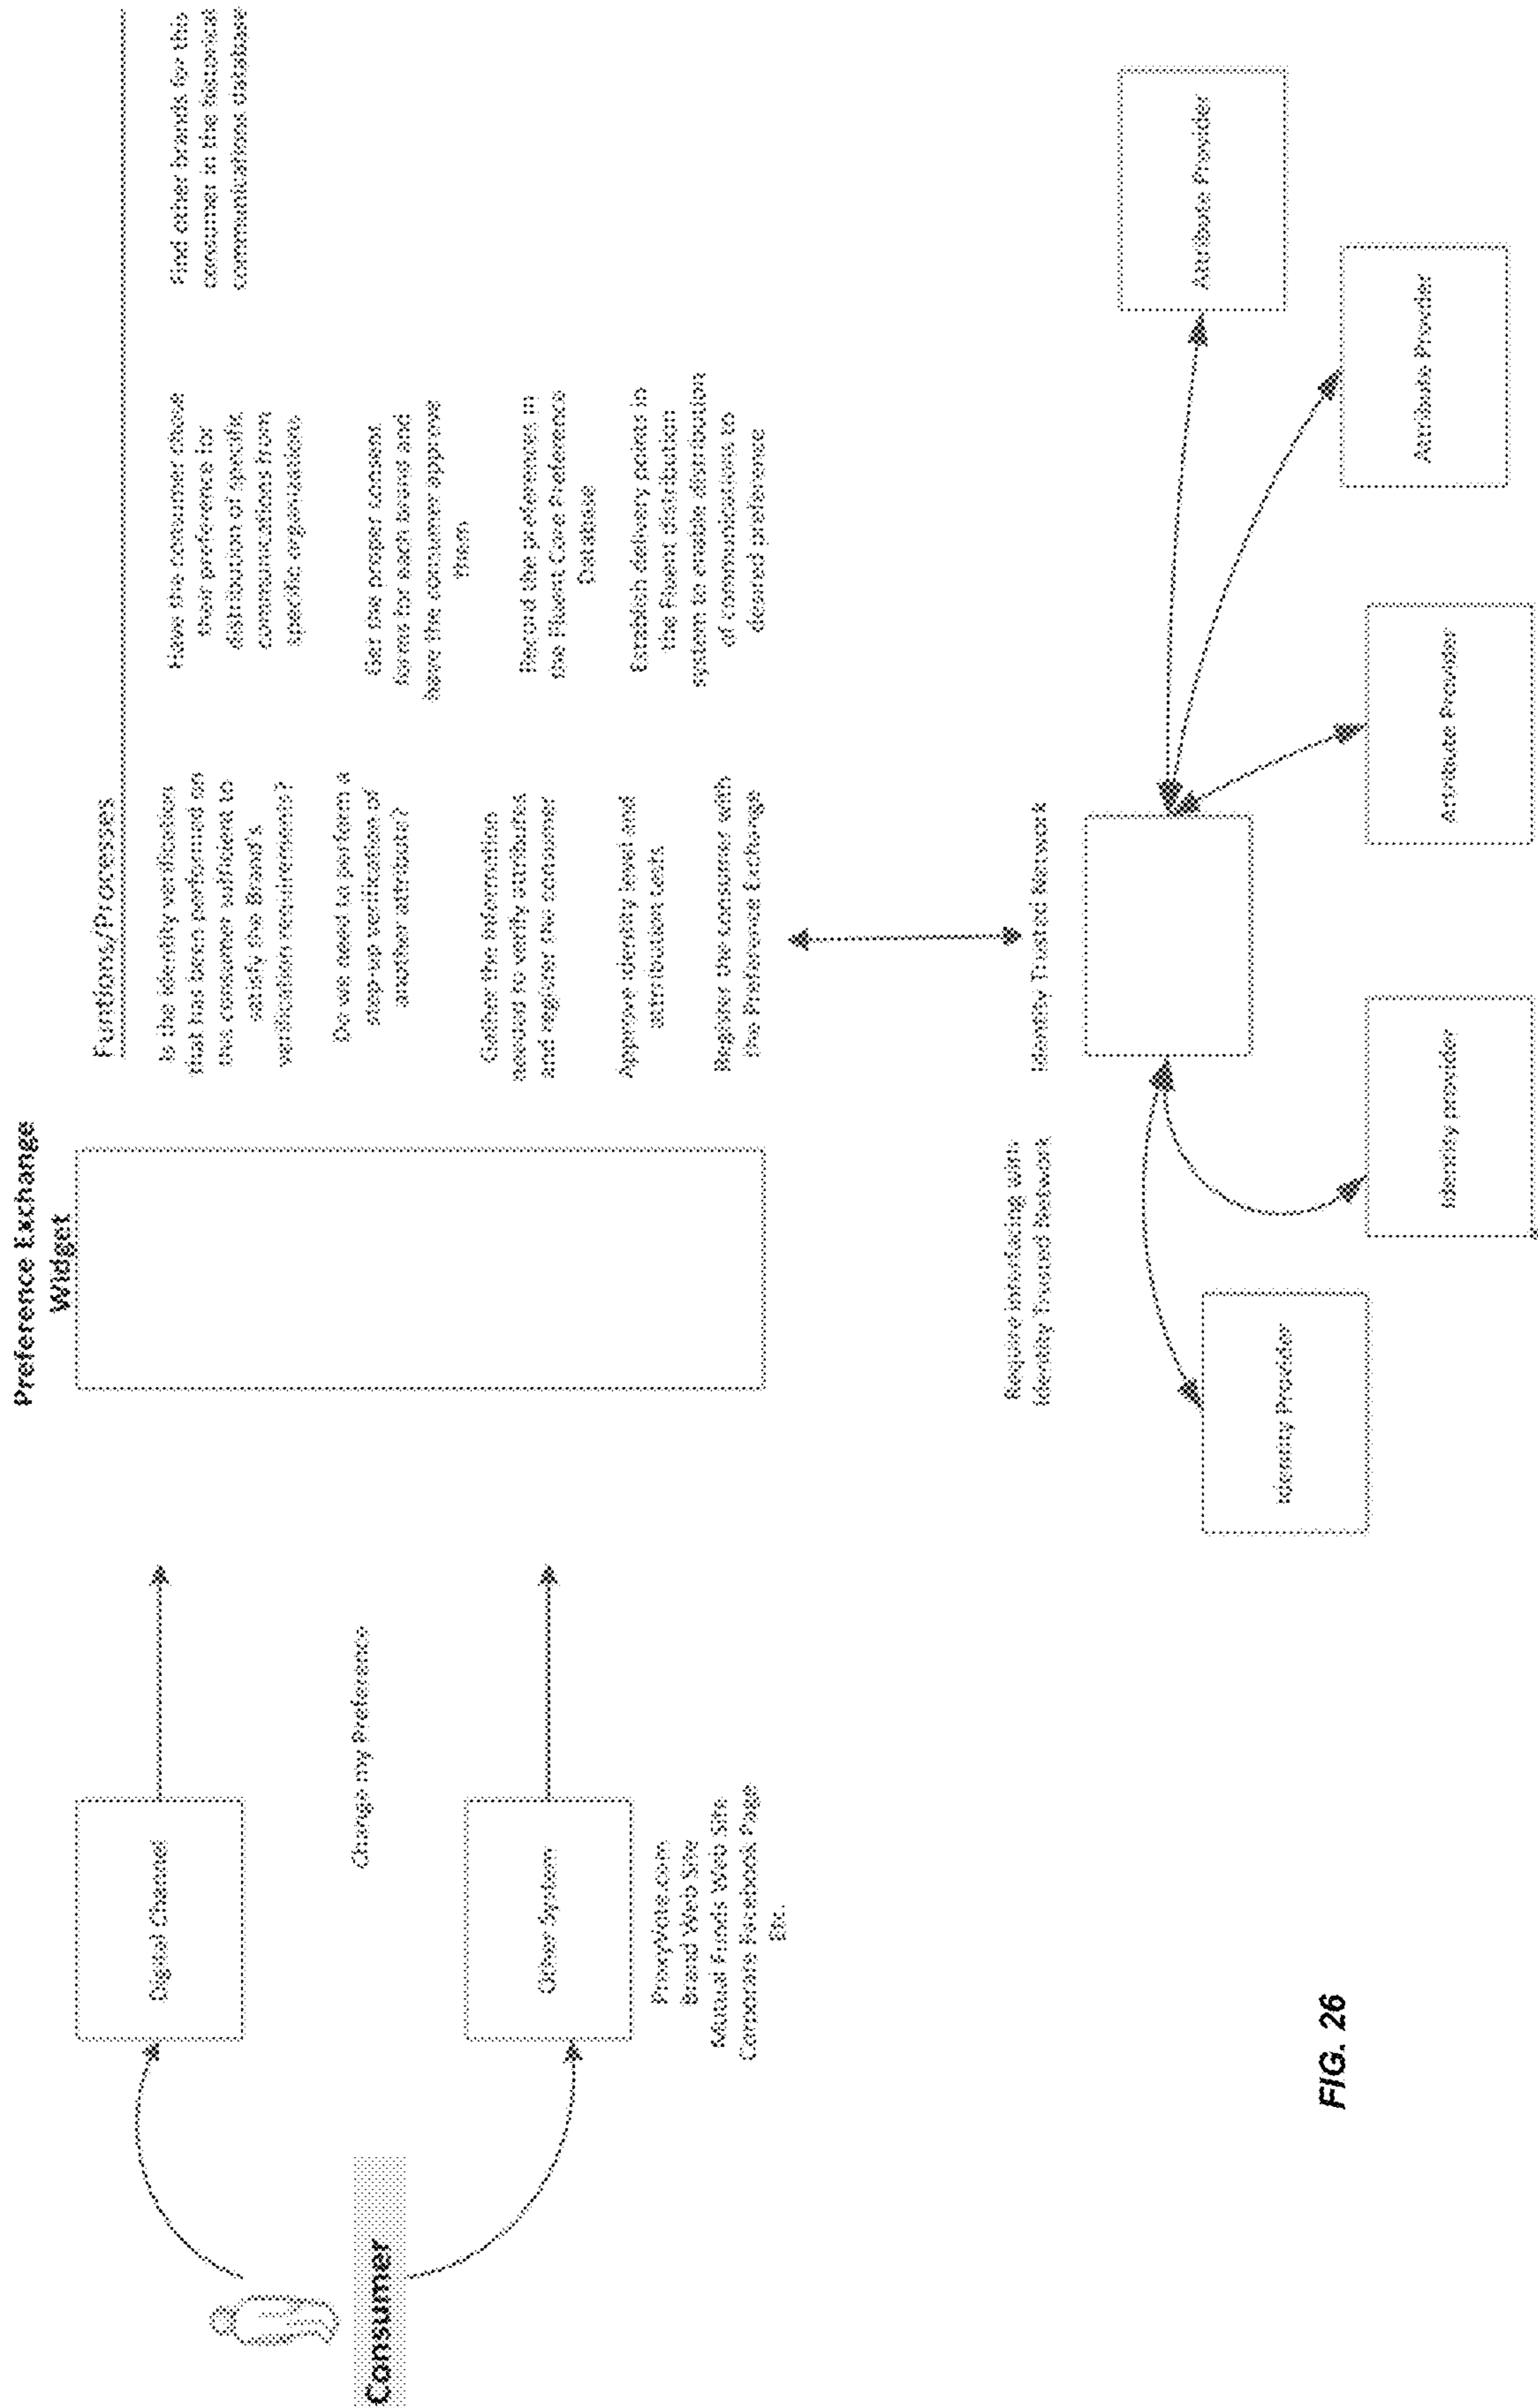 Preference Exchange
Widget
Consumer
Digital Channel
Change my Preference
Other System
ProxyVote.com
Brand Web Site
Mutual Funds Web Site
Corporate Facebook Page
Etc.
Funtions/Processes
Is the identity verification
that has been performed on
this consumer suffient to
satisfy the Brand's
verification requirements?
Do we need to perform a
step-up verification of
another attribute?
Gather the information
needed to verify attributes
and register the consumer
Approve identity level and
attribution tests
Register the consumer with
the Preference Exchange
Have the consumer chose
their preference for
distribution of specific
communications from
specific organizations
Get the proper consent
forms for each brand and
have the consumer approve
them
Record the preferences in
the Fluent Core Preference
Database
Establish delivery points in
the Fluent distribution
system to enable distribution
of communications to
desired preference
Find other brands for this
consumer in the historical
communications database
Require interfacing with
Identity Trusted Network
Identity Trusted Network
Identity Provider
Identity provider
Attribute Provider
Attribute Provider
Attribute Provider
FIG. 26